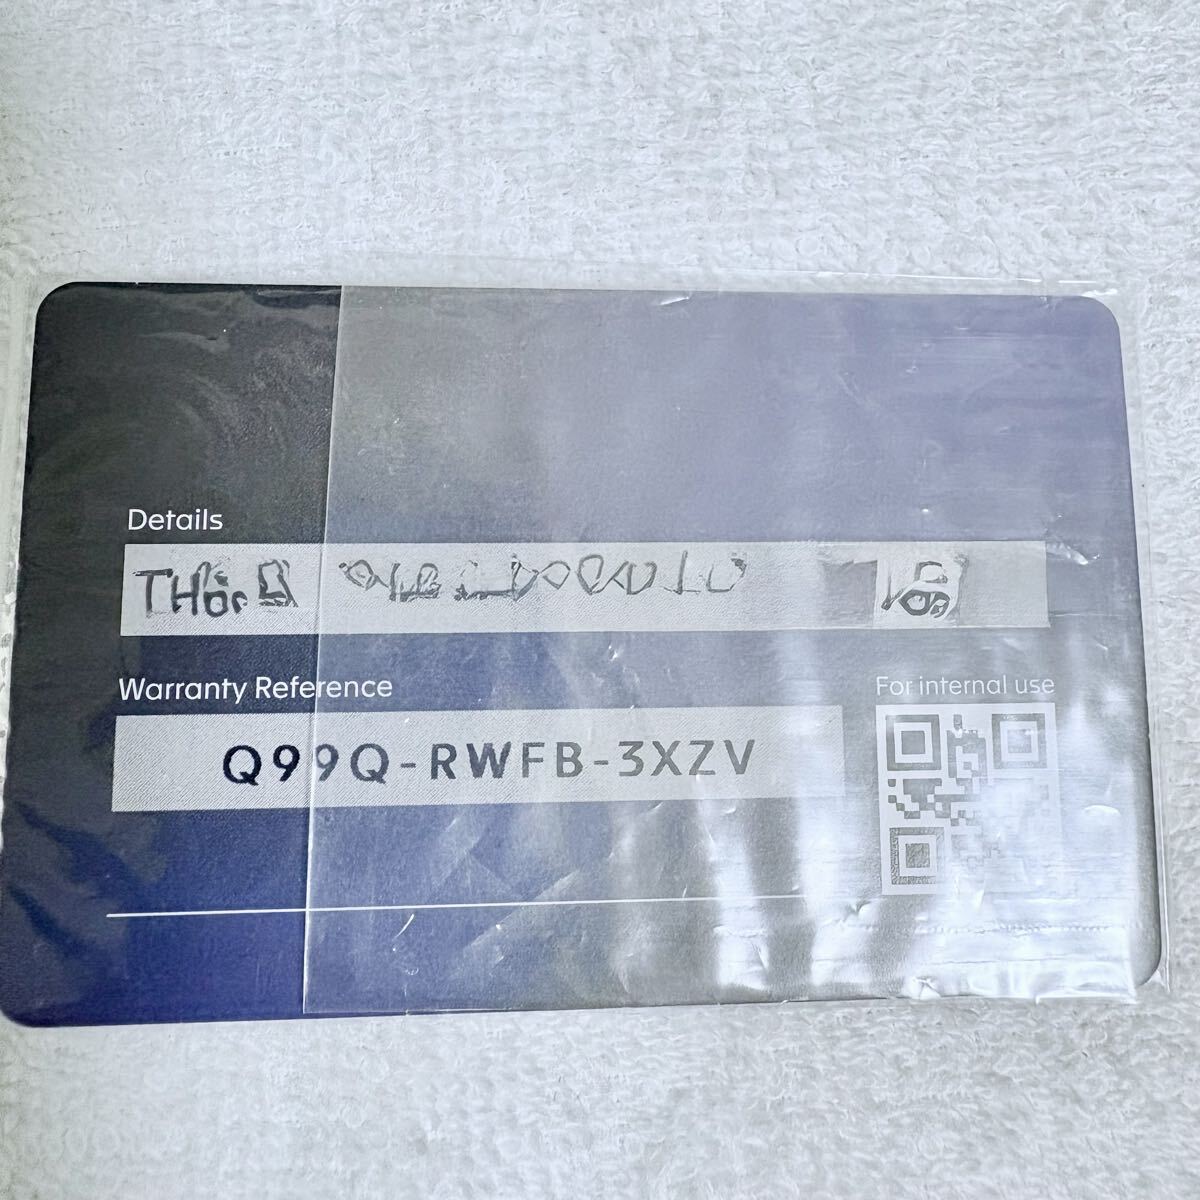 Details
Warranty Reference
For internal use
Q99Q-RWFB-3XZV